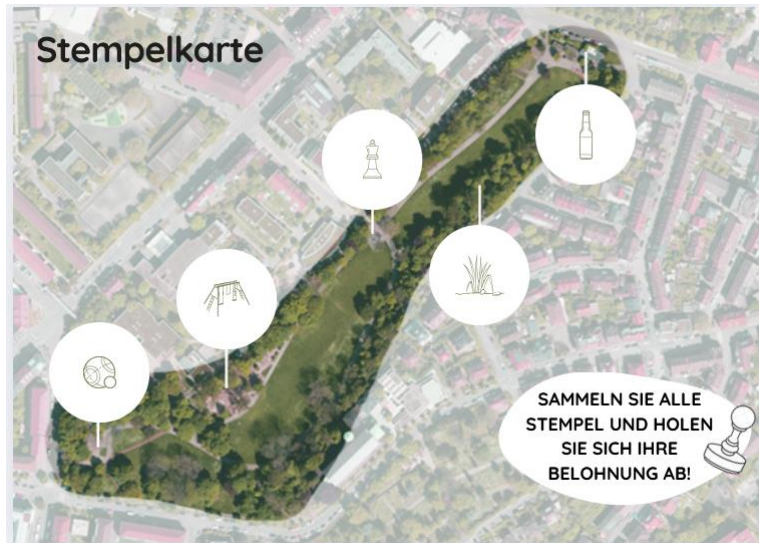 Stempelkarte
SAMMELN SIE ALLE
STEMPEL UND HOLEN
SIE SICH IHRE
BELOHNUNG AB!